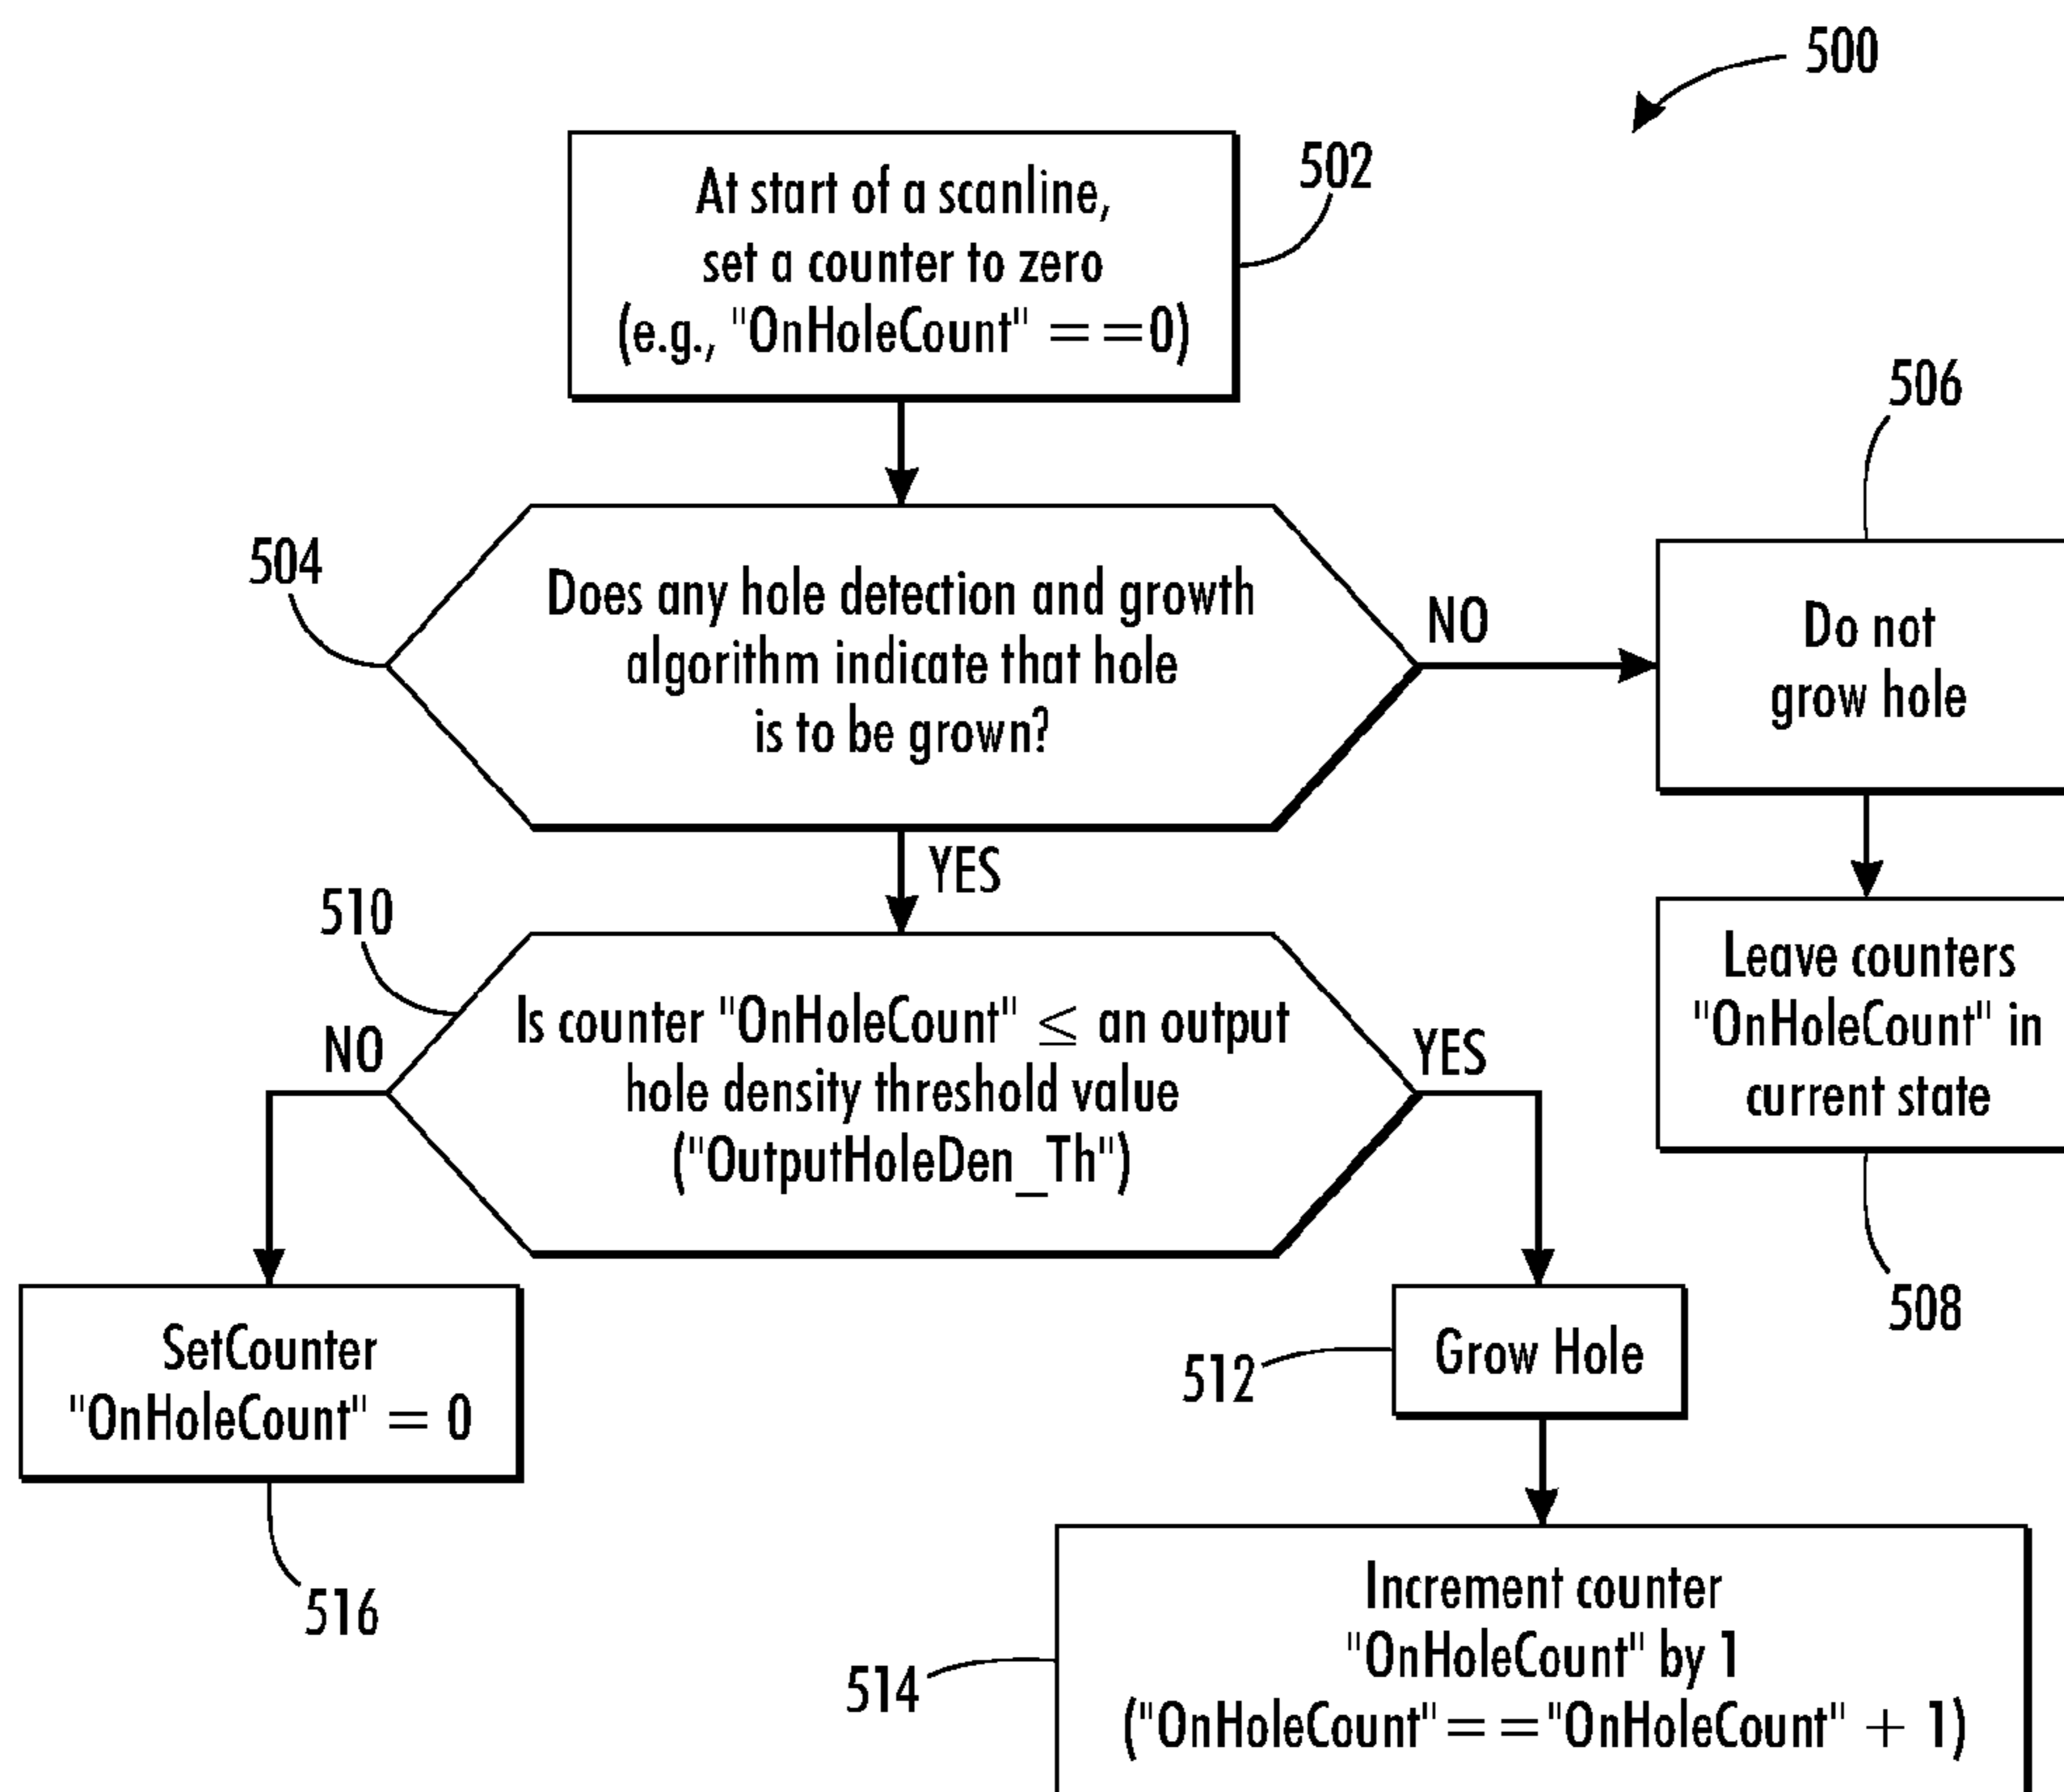 500
At start of a scanline,
set a counter to zero
(e.g., "OnHoleCount" ==0)
502
504
Does any hole detection and growth
algorithm indicate that hole
is to be grown?
NO
506
Do not
grow hole
YES
510
Is counter "OnHoleCount" ≤ an output
hole density threshold value
("OutputHoleDen_Th")
NO
YES
Leave counters
"OnHoleCount" in
current state
508
SetCounter
"OnHoleCount" = 0
516
512
Grow Hole
514
Increment counter
"OnHoleCount" by 1
("OnHoleCount"=="OnHoleCount" + 1)